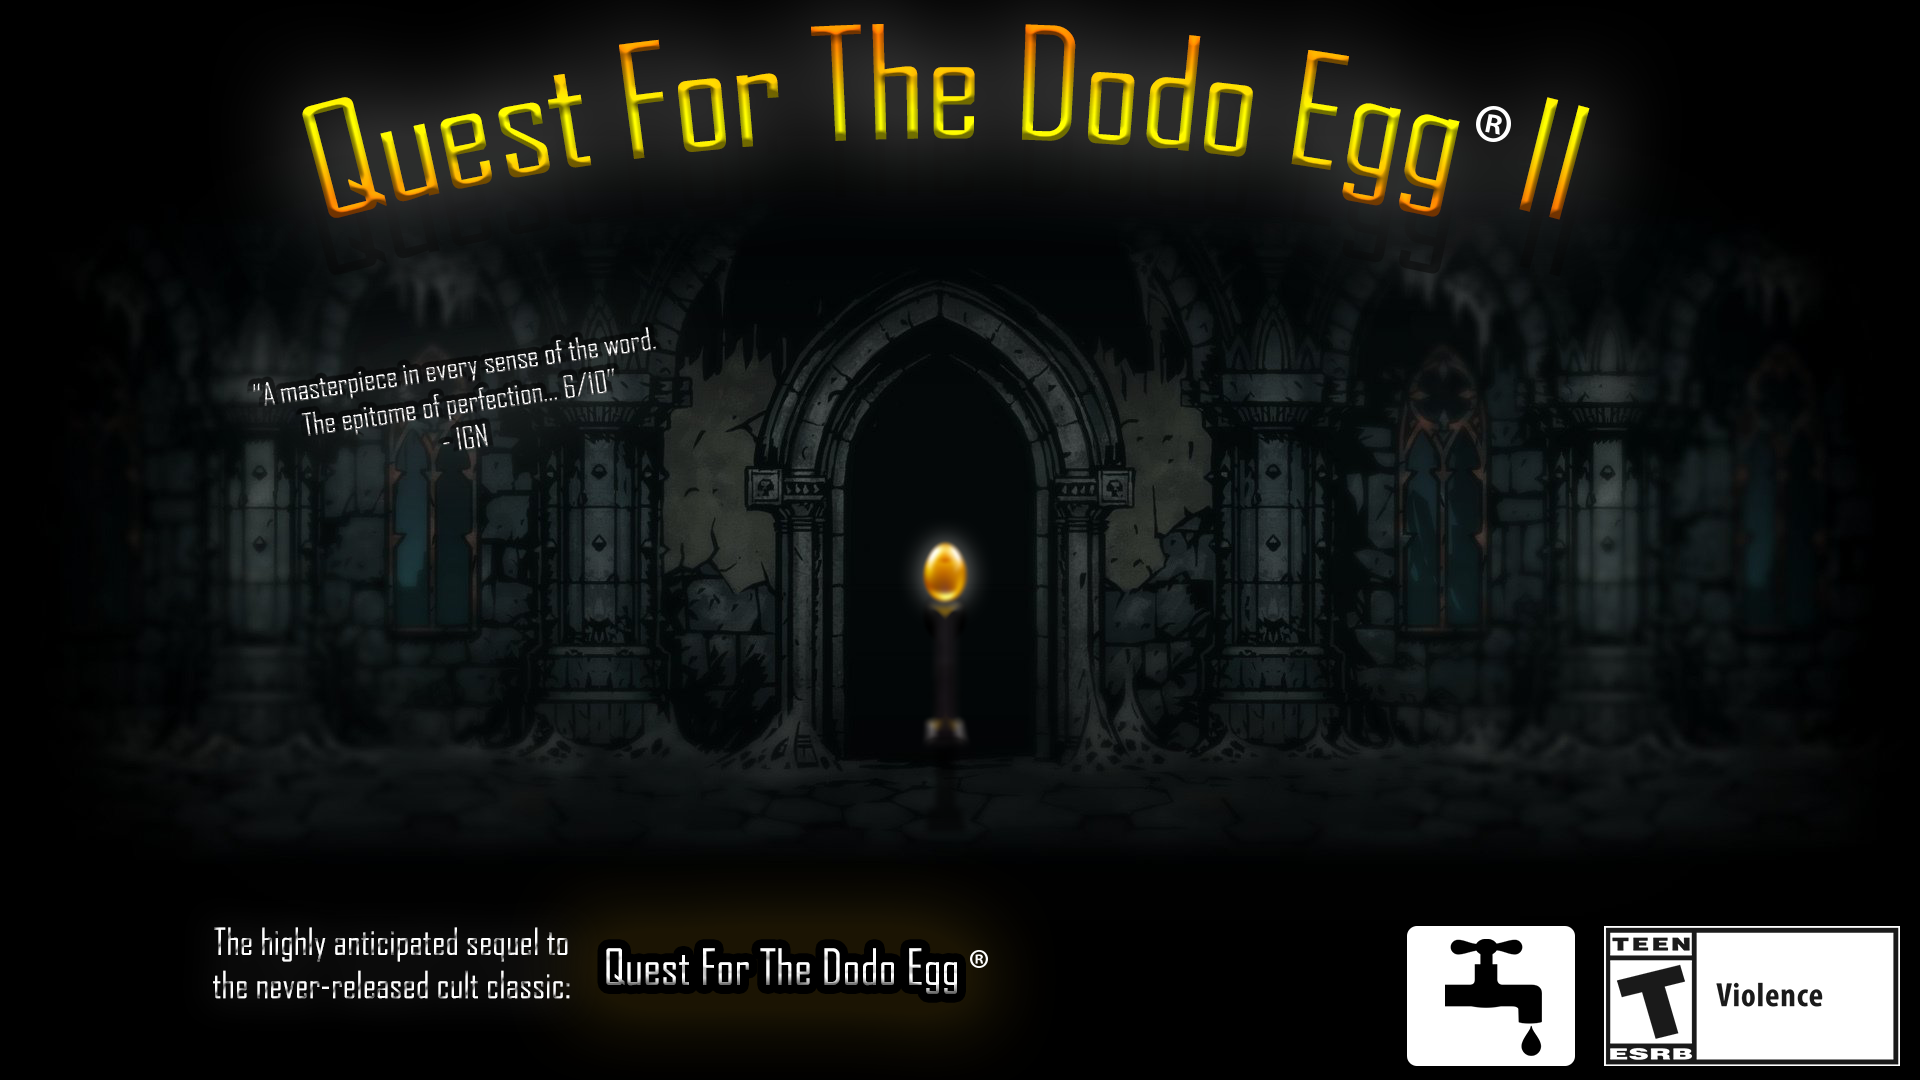 Quest For The Dodo Egg® II
“A masterpiece in every sense of the word.
The epitome of perfection... 6/10”
- IGN
The highly anticipated sequel to
the never-released cult classic:
Quest For The Dodo Egg ®
TEEN
T
ESRB
Violence